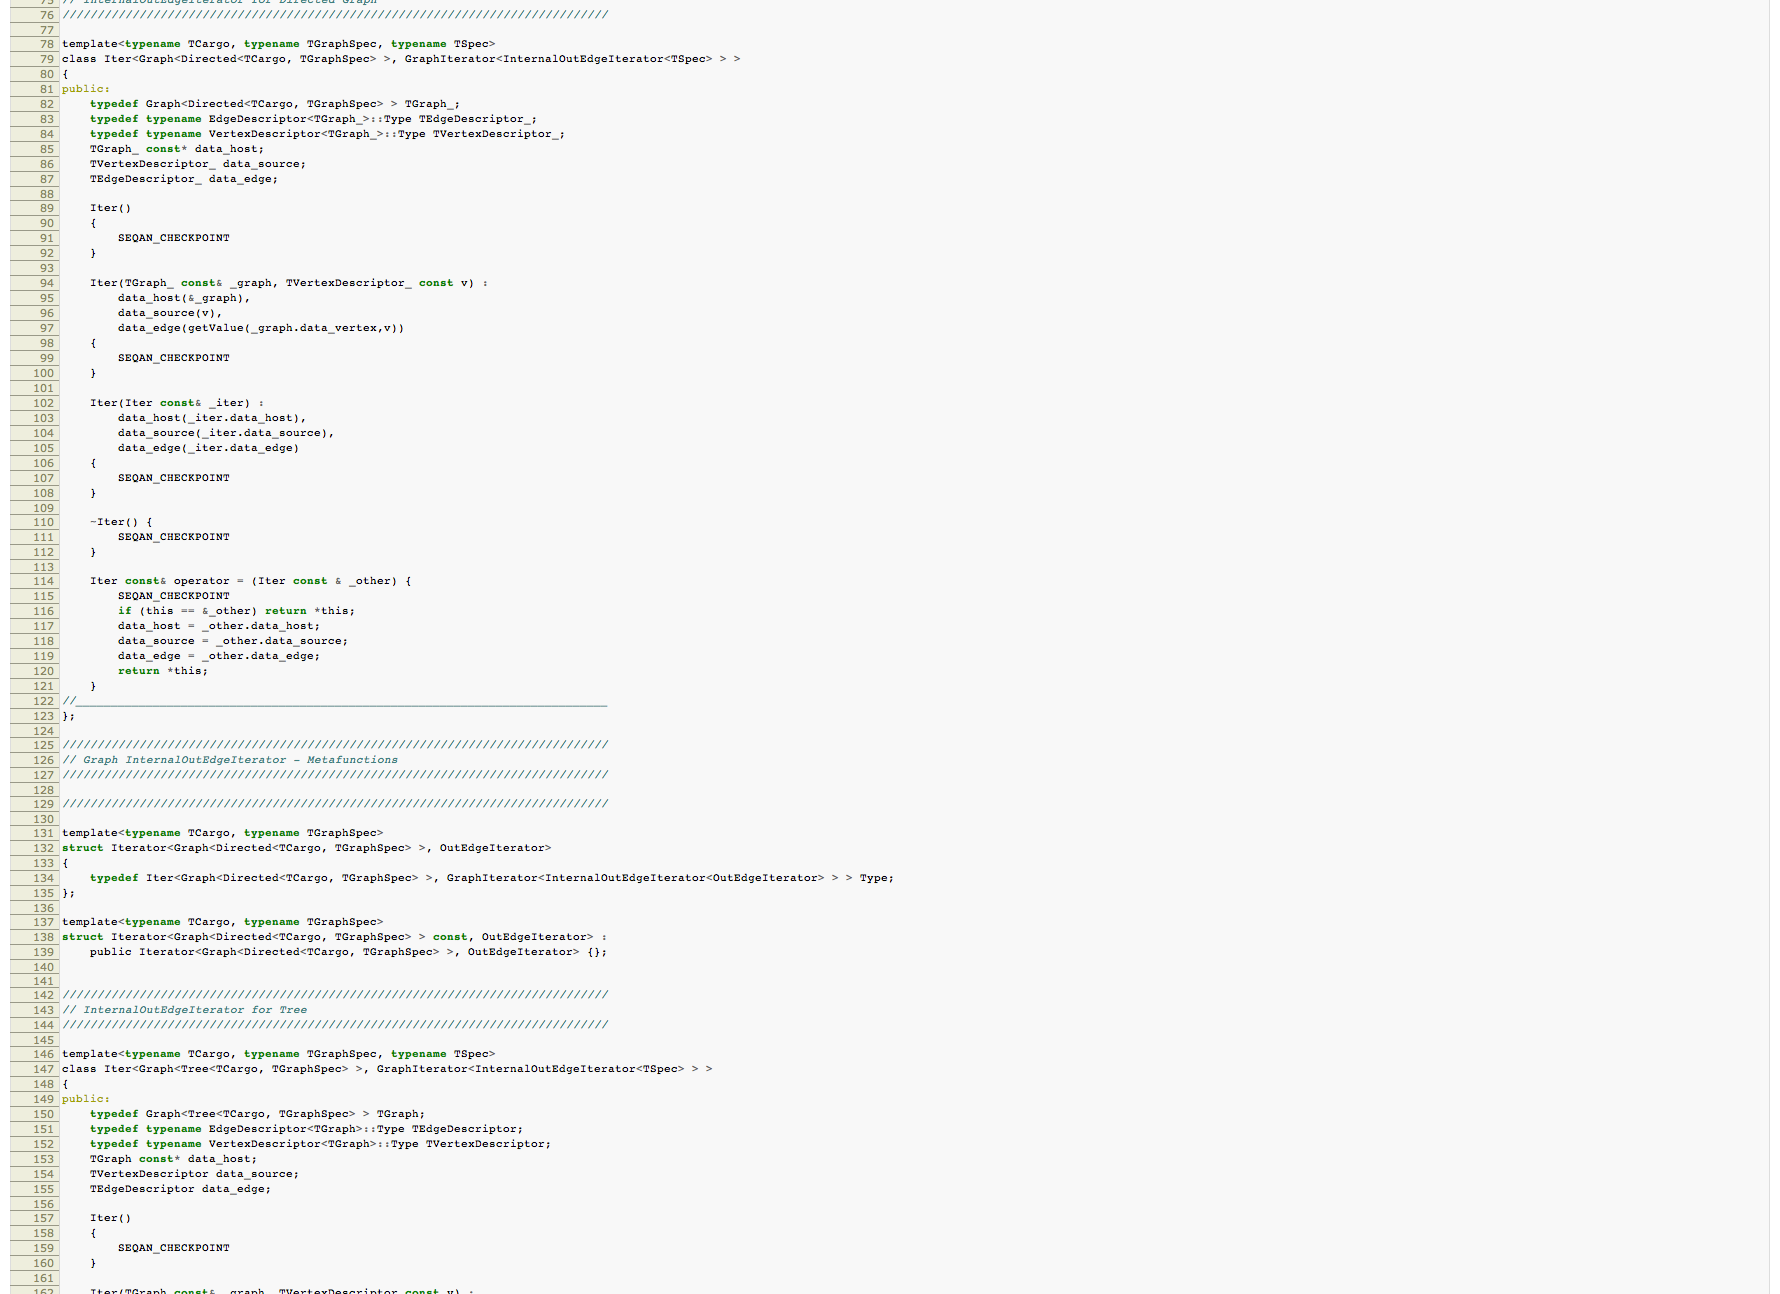 75 // InternalOutEdgeIterator for Directed Graph
76 //////////////////////////////////////////////////////////////////////////////
77
78 template<typename TCargo, typename TGraphSpec, typename TSpec>
79 class Iter<Graph<Directed<TCargo, TGraphSpec> >, GraphIterator<InternalOutEdgeIterator<TSpec> > >
80 {
81 public:
82     typedef Graph<Directed<TCargo, TGraphSpec> > TGraph_;
83     typedef typename EdgeDescriptor<TGraph_>::Type TEdgeDescriptor_;
84     typedef typename VertexDescriptor<TGraph_>::Type TVertexDescriptor_;
85     TGraph_ const* data_host;
86     TVertexDescriptor_ data_source;
87     TEdgeDescriptor_ data_edge;
88
89     Iter()
90     {
91         SEQAN_CHECKPOINT
92     }
93
94     Iter(TGraph_ const& _graph, TVertexDescriptor_ const v) :
95         data_host(&_graph),
96         data_source(v),
97         data_edge(getValue(_graph.data_vertex,v))
98     {
99         SEQAN_CHECKPOINT
100     }
101
102     Iter(Iter const& _iter) :
103         data_host(_iter.data_host),
104         data_source(_iter.data_source),
105         data_edge(_iter.data_edge)
106     {
107         SEQAN_CHECKPOINT
108     }
109
110     ~Iter() {
111         SEQAN_CHECKPOINT
112     }
113
114     Iter const& operator = (Iter const & _other) {
115         SEQAN_CHECKPOINT
116         if (this == &_other) return *this;
117         data_host = _other.data_host;
118         data_source = _other.data_source;
119         data_edge = _other.data_edge;
120         return *this;
121     }
122 //____________________________________________________________________________
123 };
124
125 //////////////////////////////////////////////////////////////////////////////
126 // Graph InternalOutEdgeIterator - Metafunctions
127 //////////////////////////////////////////////////////////////////////////////
128
129 //////////////////////////////////////////////////////////////////////////////
130
131 template<typename TCargo, typename TGraphSpec>
132 struct Iterator<Graph<Directed<TCargo, TGraphSpec> >, OutEdgeIterator>
133 {
134     typedef Iter<Graph<Directed<TCargo, TGraphSpec> >, GraphIterator<InternalOutEdgeIterator<OutEdgeIterator> > > Type;
135 };
136
137 template<typename TCargo, typename TGraphSpec>
138 struct Iterator<Graph<Directed<TCargo, TGraphSpec> > const, OutEdgeIterator> :
139     public Iterator<Graph<Directed<TCargo, TGraphSpec> >, OutEdgeIterator> {};
140
141
142 //////////////////////////////////////////////////////////////////////////////
143 // InternalOutEdgeIterator for Tree
144 //////////////////////////////////////////////////////////////////////////////
145
146 template<typename TCargo, typename TGraphSpec, typename TSpec>
147 class Iter<Graph<Tree<TCargo, TGraphSpec> >, GraphIterator<InternalOutEdgeIterator<TSpec> > >
148 {
149 public:
150     typedef Graph<Tree<TCargo, TGraphSpec> > TGraph;
151     typedef typename EdgeDescriptor<TGraph>::Type TEdgeDescriptor;
152     typedef typename VertexDescriptor<TGraph>::Type TVertexDescriptor;
153     TGraph const* data_host;
154     TVertexDescriptor data_source;
155     TEdgeDescriptor data_edge;
156
157     Iter()
158     {
159         SEQAN_CHECKPOINT
160     }
161
162     Iter(TGraph const& _graph, TVertexDescriptor const v) :